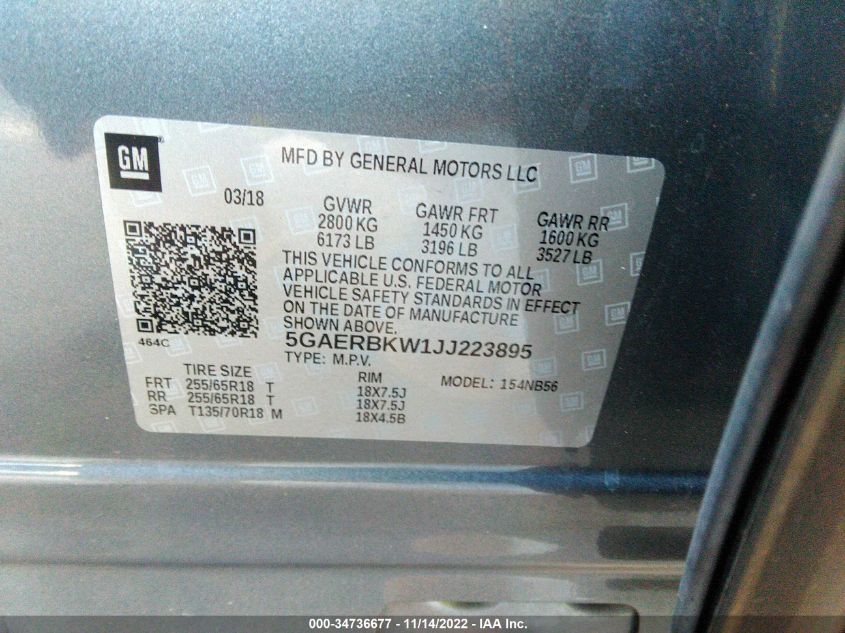 GM
MFD BY GENERAL MOTORS LLC
03/18
GVWR
2800 KG
6173 LB
GAWR FRT
1450 KG
3196 LB
GAWR RR
1600 KG
3527 LB
THIS VEHICLE CONFORMS TO ALL
APPLICABLE U.S. FEDERAL MOTOR
VEHICLE SAFETY STANDARDS IN EFFECT
ON THE DATE OF MANUFACTURE
SHOWN ABOVE.
464C
5GAERBKW1JJ223895
TYPE: M.P.V.
MODEL: 154NB56
TIRE SIZE RIM
FRT 255/65R18 T 18X7.5J
RR 255/65R18 T 18X7.5J
SPA T135/70R18 M 18X4.5B
000-34736677 - 11/14/2022 - IAA Inc.